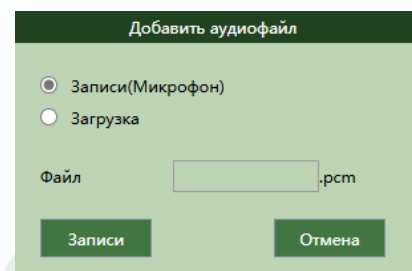 Добавить аудиофайл
Записи(Микрофон)
Загрузка
Файл .pcm
Записи Отмена